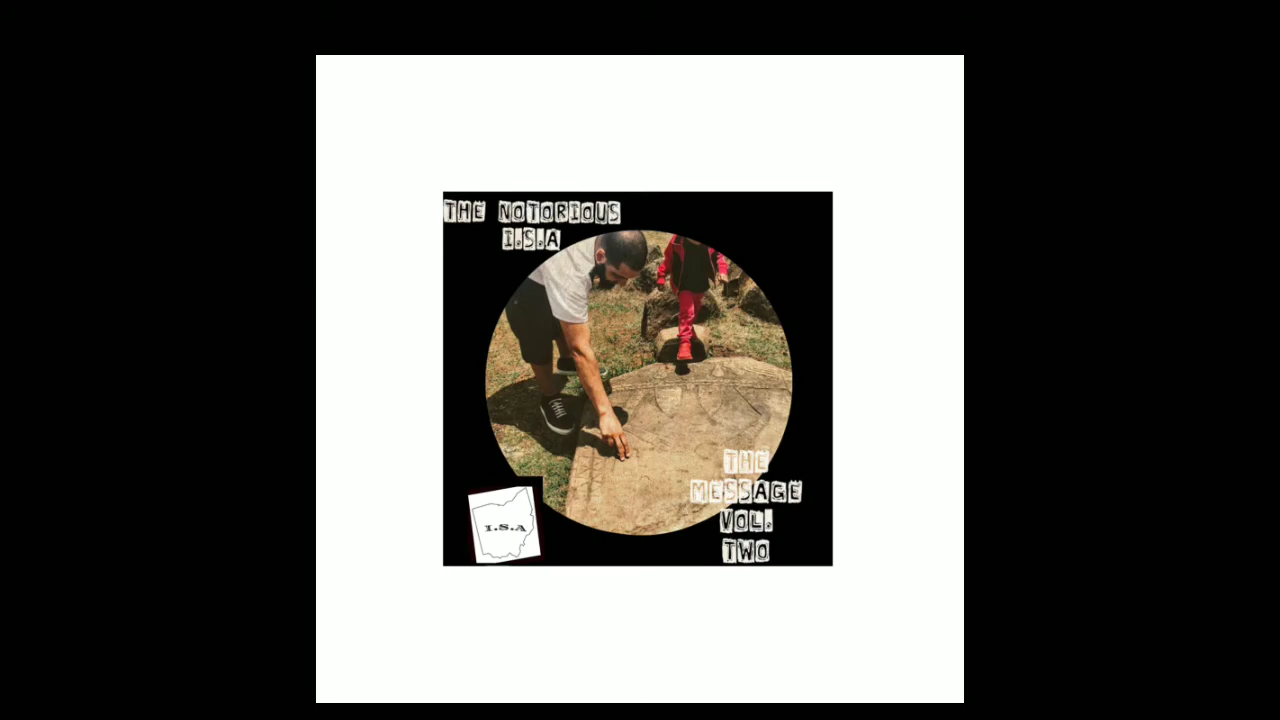 THE NOTORIOUS
I.S.A
THE
MESSAGE
VOL.
TWO
I.S.A